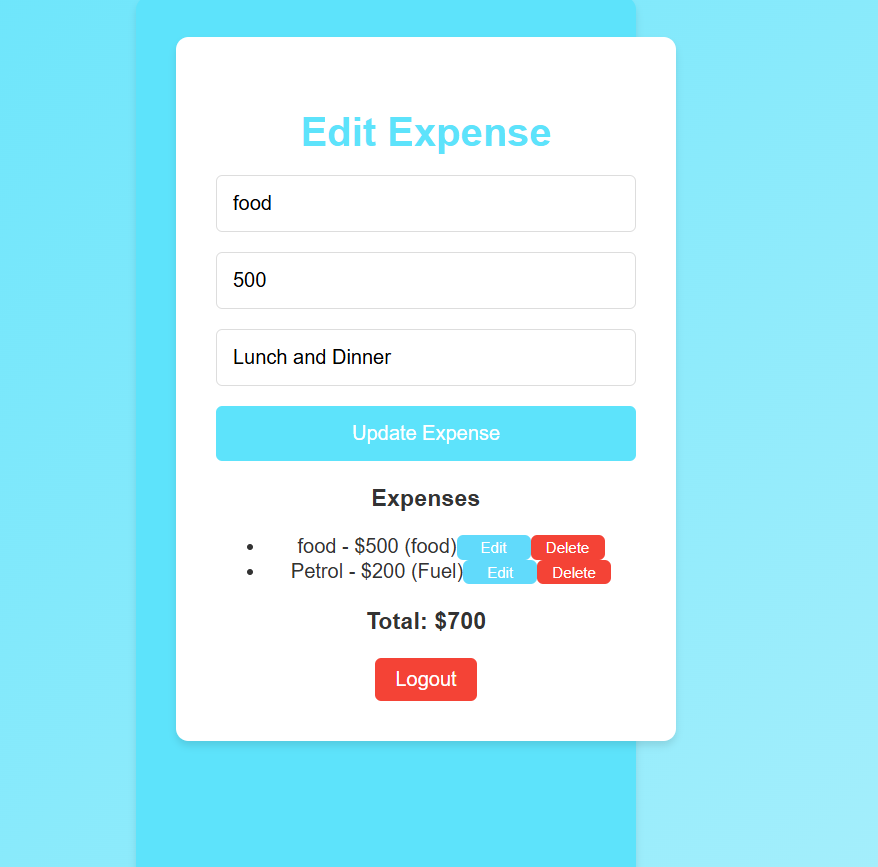 Edit Expense
food
500
Lunch and Dinner
Update Expense
Expenses
food - $500 (food) Edit Delete
Petrol - $200 (Fuel) Edit Delete
Total: $700
Logout